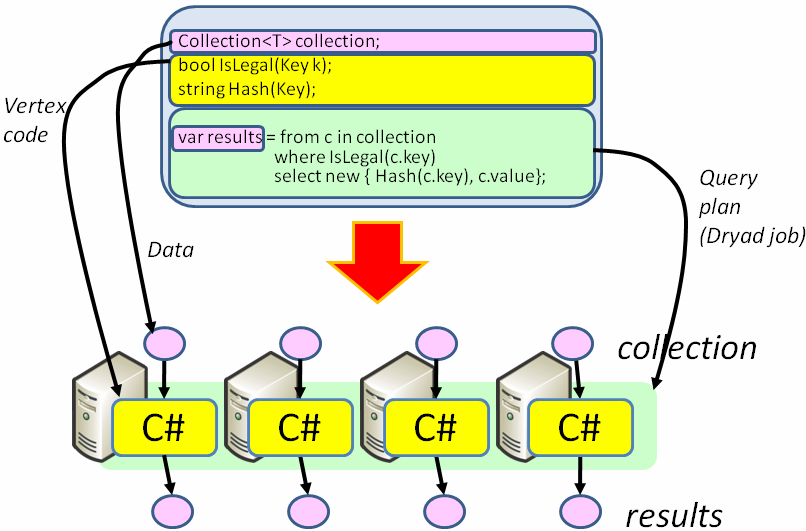 Collection<T> collection;
bool IsLegal(Key k);
string Hash(Key);
var results = from c in collection
where IsLegal(c.key)
select new { Hash(c.key), c.value};
Vertex
code
Data
Query
plan
(Dryad job)
collection
C#
C#
C#
C#
results